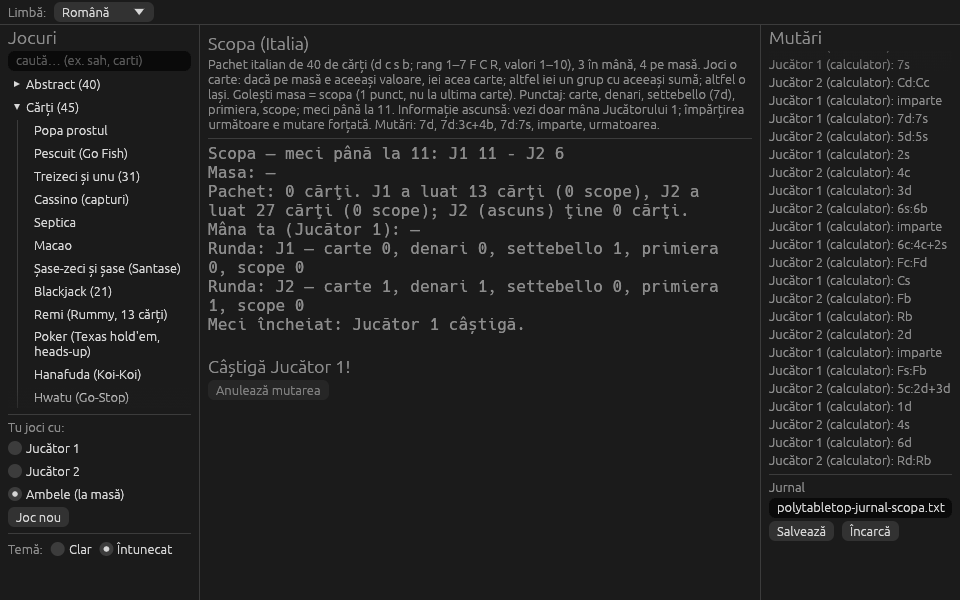 Limbă: Română
Jocuri
caută... (ex. sah, carti)
▸ Abstract (40)
▾ Cărți (45)
Popa prostul
Pescuit (Go Fish)
Treizeci și unu (31)
Cassino (capturi)
Septica
Macao
Șase-zeci și șase (Santase)
Blackjack (21)
Remi (Rummy, 13 cărți)
Poker (Texas hold'em,
heads-up)
Hanafuda (Koi-Koi)
Hwatu (Go-Stop)
Tu joci cu:
Jucător 1
Jucător 2
Ambele (la masă)
Joc nou
Temă: Clar Întunecat
Scopa (Italia)
Pachet italian de 40 de cărți (d c s b; rang 1–7 F C R, valori 1–10), 3 în mână, 4 pe masă. Joci o
carte: dacă pe masă e aceeași valoare, iei acea carte; altfel iei un grup cu aceeași sumă; altfel o
lași. Golești masa = scopa (1 punct, nu la ultima carte). Punctaj: carte, denari, settebello (7d),
primiera, scope; meci până la 11. Informație ascunsă: vezi doar mâna Jucătorului 1; împărțirea
următoare e mutare forțată. Mutări: 7d, 7d:3c+4b, 7d:7s, imparte, urmatoarea.
Scopa — meci până la 11: J1 11 - J2 6
Masa: —
Pachet: 0 cărți. J1 a luat 13 cărți (0 scope), J2 a
luat 27 cărți (0 scope); J2 (ascuns) ține 0 cărți.
Mâna ta (Jucător 1): —
Runda: J1 — carte 0, denari 0, settebello 1, primiera
0, scope 0
Runda: J2 — carte 1, denari 1, settebello 0, primiera
1, scope 0
Meci încheiat: Jucător 1 câștigă.
Câștigă Jucător 1!
Anulează mutarea
Mutări
Jucător 1 (calculator): 7s
Jucător 2 (calculator): Cd:Cc
Jucător 1 (calculator): imparte
Jucător 1 (calculator): 7d:7s
Jucător 2 (calculator): 5d:5s
Jucător 1 (calculator): 2s
Jucător 2 (calculator): 4c
Jucător 1 (calculator): 3d
Jucător 2 (calculator): 6s:6b
Jucător 1 (calculator): imparte
Jucător 1 (calculator): 6c:4c+2s
Jucător 2 (calculator): Fc:Fd
Jucător 1 (calculator): Cs
Jucător 2 (calculator): Fb
Jucător 1 (calculator): Rb
Jucător 2 (calculator): 2d
Jucător 1 (calculator): imparte
Jucător 1 (calculator): Fs:Fb
Jucător 2 (calculator): 5c:2d+3d
Jucător 1 (calculator): 1d
Jucător 2 (calculator): 4s
Jucător 1 (calculator): 6d
Jucător 2 (calculator): Rd:Rb
Jurnal
polytabletop-jurnal-scopa.txt
Salvează Încarcă